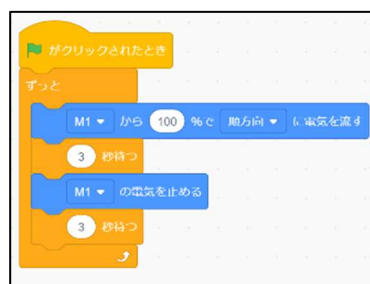 がクリックされたとき
ずっと
M1 から 100 %で 順方向 に電気を流す
3 秒待つ
M1 の電気を止める
3 秒待つ